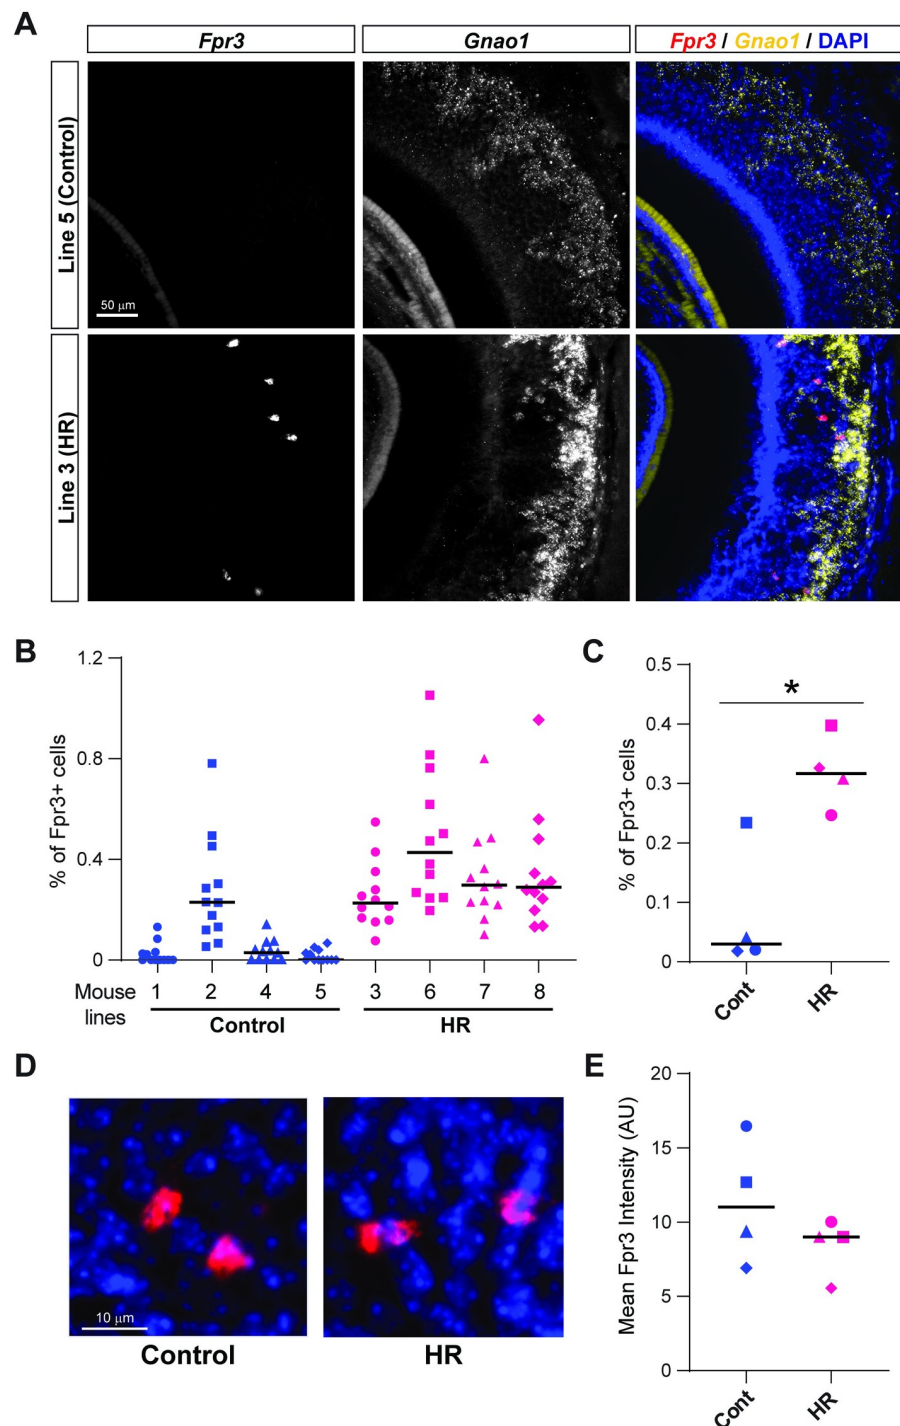 A
Fpr3
Gnao1
Fpr3 / Gnao1 / DAPI
Line 5 (Control)
50 µm
Line 3 (HR)
B
% of Fpr3+ cells
1.2
0.8
0.4
0
Mouse lines
1 2 4 5 3 6 7 8
Control HR
C
% of Fpr3+ cells
0.5
0.4
0.3
0.2
0.1
0
*
Cont HR
D
10 µm
Control HR
E
Mean Fpr3 Intensity (AU)
20
15
10
5
0
Cont HR